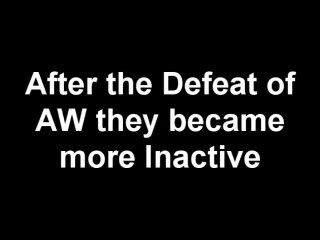 After the Defeat of
AW they became
more Inactive